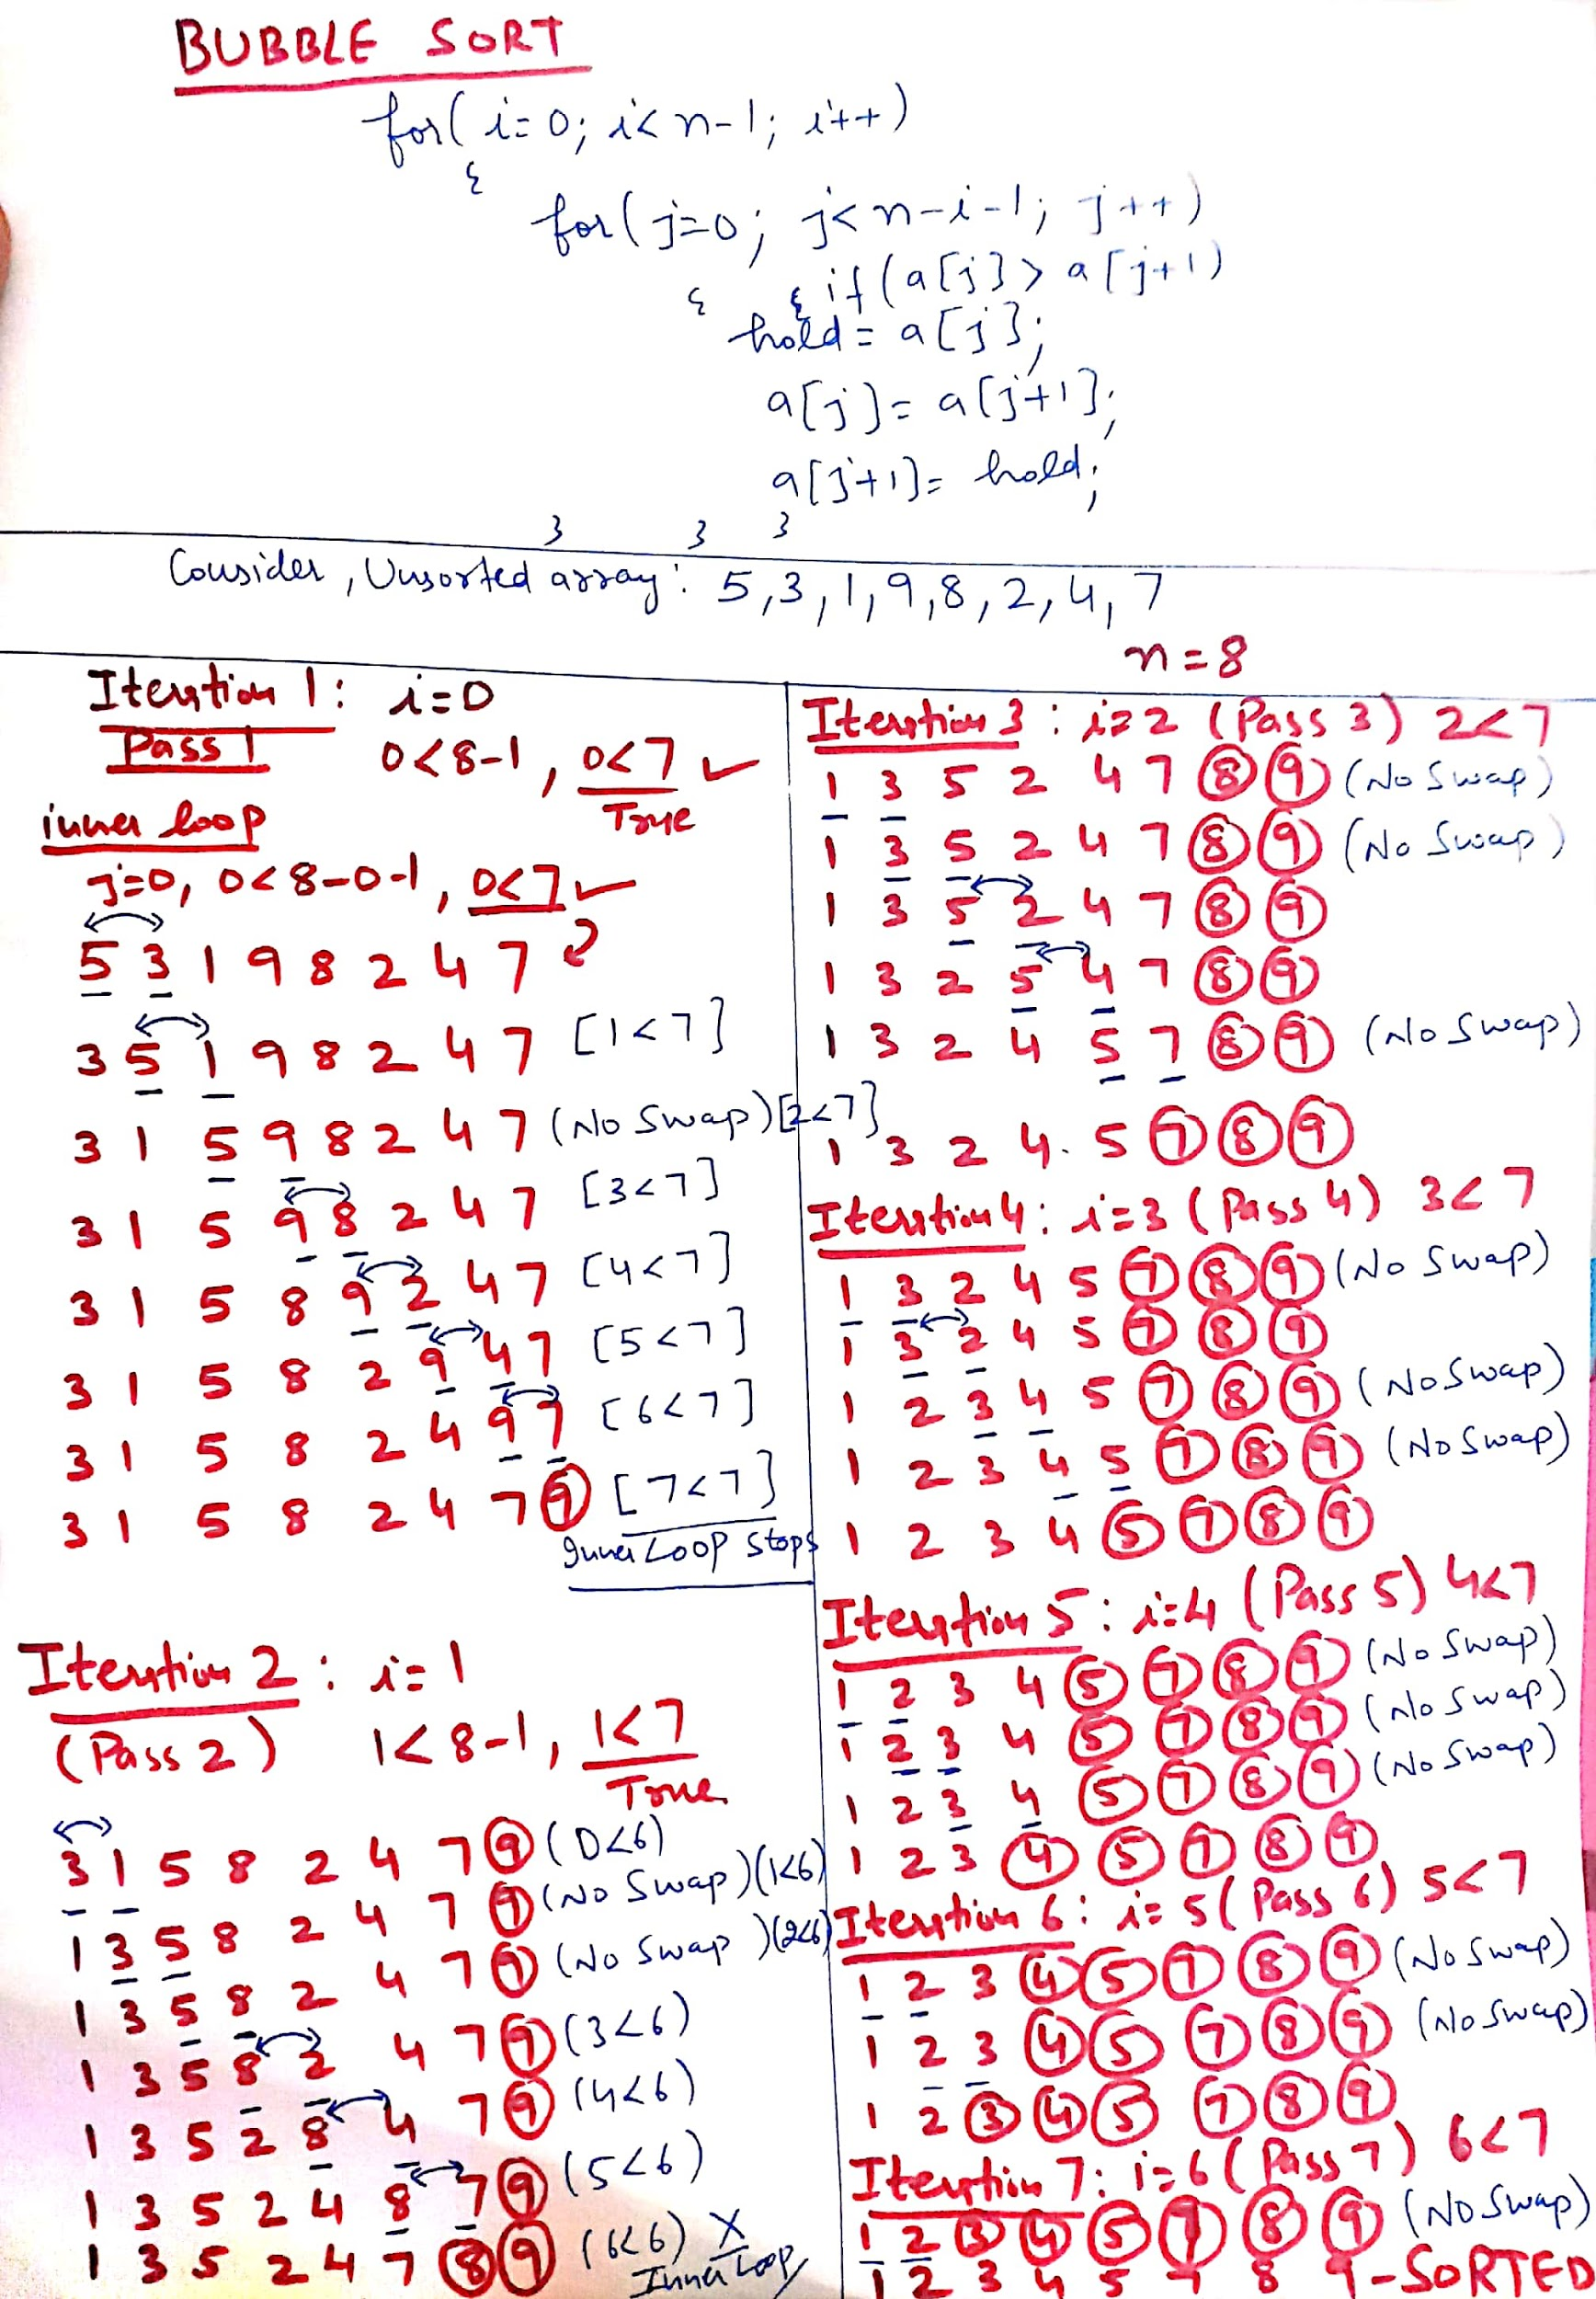 BUBBLE SORT
for( i=0; i<n-1; i++)
{
for( j=0; j<n-i-1; j++)
{ { if(a[j]> a[j+1)
hold = a[j];
a[j]= a[j+1];
a[j+1]= hold;
} } }
Consider, Unsorted array: 5,3,1,9,8,2,4,7
n=8
Iteration 1: i=0
Pass 1 0<8-1, 0<7 ✓
True
inner loop
j=0, 0<8-0-1, 0<7 ✓
5 3 1 9 8 2 4 7
3 5 1 9 8 2 4 7 [1<7]
3 1 5 9 8 2 4 7 (No Swap) [2<7]
3 1 5 9 8 2 4 7 [3<7]
3 1 5 8 9 2 4 7 [4<7]
3 1 5 8 2 9 4 7 [5<7]
3 1 5 8 2 4 9 7 [6<7]
3 1 5 8 2 4 7 9 [7<7]
Inner Loop stops
Iteration 2: i=1
(Pass 2) 1<8-1, 1<7
True
3 1 5 8 2 4 7 9 (0<6)
1 3 5 8 2 4 7 9 (No Swap)(1<6)
1 3 5 8 2 4 7 9 (No Swap)(2<6)
1 3 5 8 2 4 7 9 (3<6)
1 3 5 2 8 4 7 9 (4<6)
1 3 5 2 4 8 7 9 (5<6)
1 3 5 2 4 7 8 9 (6<6) X
Inner Loop
Iteration 3: i=2 (Pass 3) 2<7
1 3 5 2 4 7 8 9 (No Swap)
1 3 5 2 4 7 8 9 (No Swap)
1 3 5 2 4 7 8 9
1 3 2 5 4 7 8 9
1 3 2 4 5 7 8 9 (No Swap)
1 3 2 4 5 7 8 9
Iteration 4: i=3 (Pass 4) 3<7
1 3 2 4 5 7 8 9 (No Swap)
1 3 2 4 5 7 8 9
1 2 3 4 5 7 8 9 (No Swap)
1 2 3 4 5 7 8 9 (No Swap)
1 2 3 4 5 7 8 9
Iteration 5: i=4 (Pass 5) 4<7
1 2 3 4 5 7 8 9 (No Swap)
1 2 3 4 5 7 8 9 (No Swap)
1 2 3 4 5 7 8 9 (No Swap)
1 2 3 4 5 7 8 9
Iteration 6: i=5 (Pass 6) 5<7
1 2 3 4 5 7 8 9 (No Swap)
1 2 3 4 5 7 8 9 (No Swap)
1 2 3 4 5 7 8 9
Iteration 7: i=6 (Pass 7) 6<7
1 2 3 4 5 7 8 9 (No Swap)
1 2 3 4 5 7 8 9 - SORTED